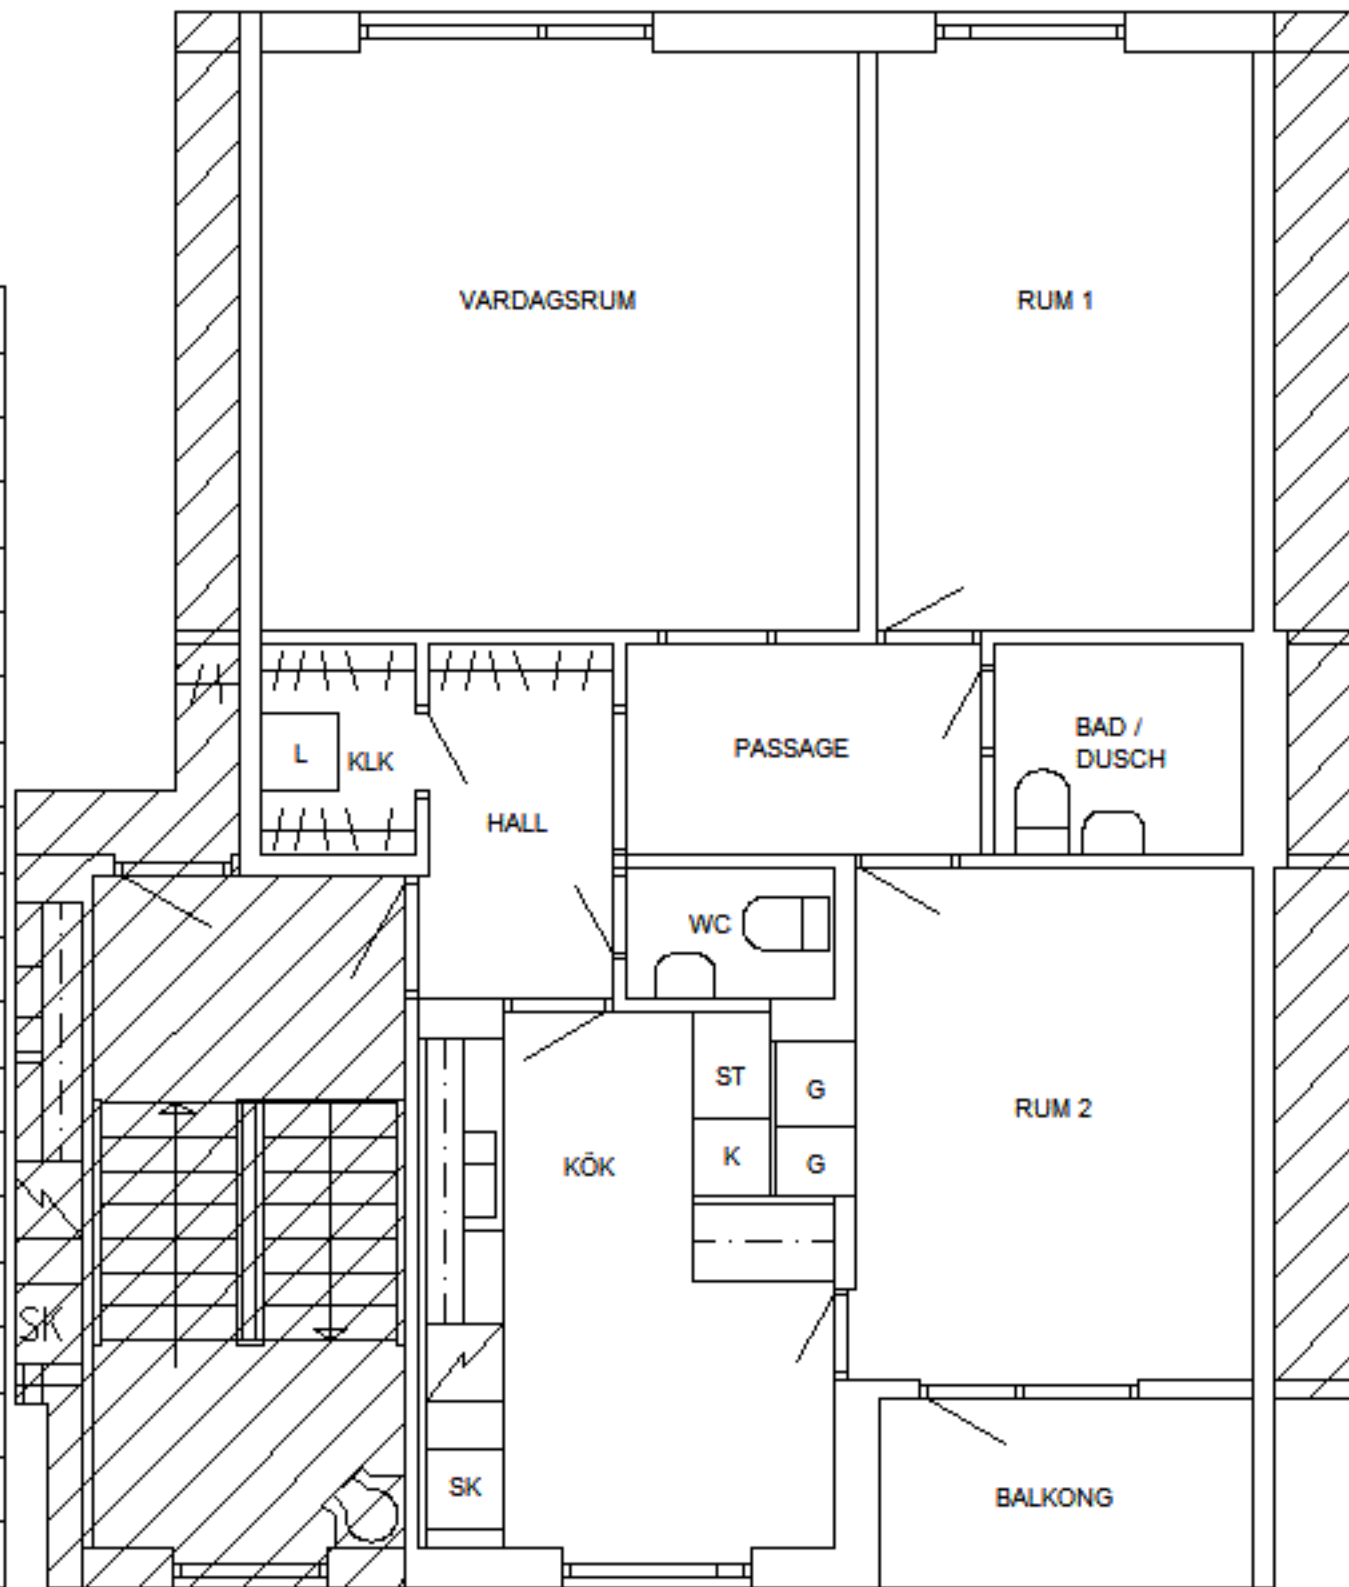 VARDAGSRUM
RUM 1
L
KLK
HALL
PASSAGE
BAD /
DUSCH
WC
ST
G
K
G
KÖK
RUM 2
SK
SK
BALKONG